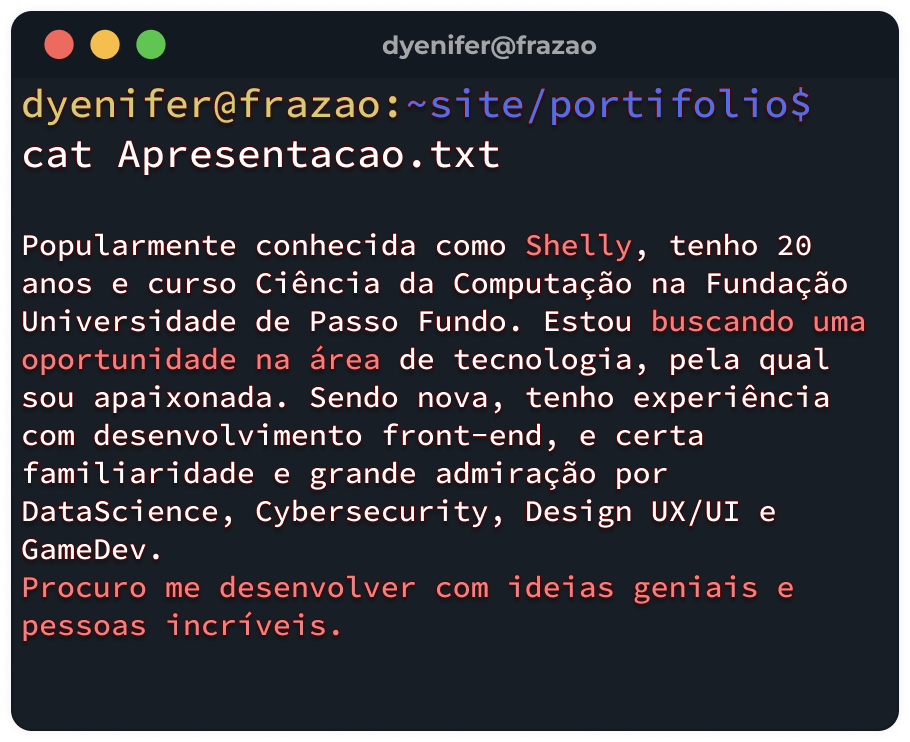 dyenifer@frazao
dyenifer@frazao:~site/portifolio$
cat Apresentacao.txt
Popularmente conhecida como Shelly, tenho 20
anos e curso Ciência da Computação na Fundação
Universidade de Passo Fundo. Estou buscando uma
oportunidade na área de tecnologia, pela qual
sou apaixonada. Sendo nova, tenho experiência
com desenvolvimento front-end, e certa
familiaridade e grande admiração por
DataScience, Cybersecurity, Design UX/UI e
GameDev.
Procuro me desenvolver com ideias geniais e
pessoas incríveis.